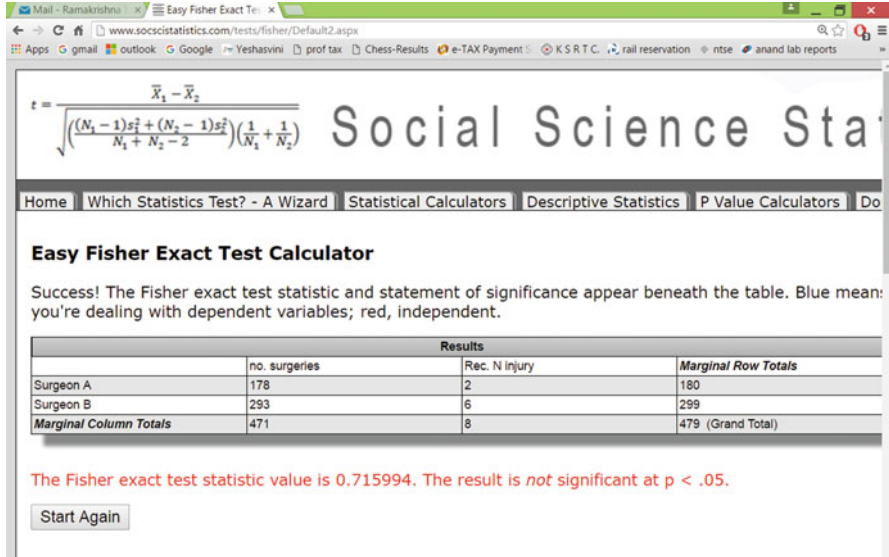 Mail - Ramakrishna
Easy Fisher Exact Tes
www.socscistatistics.com/tests/fisher/Default2.aspx
Apps G gmail outlook G Google Yeshasvini prof tax Chess-Results e-TAX Payment S K S R T C. rail reservation ntse anand lab reports »
t = X̅₁ − X̅₂ / √(((N₁ − 1)s₁² + (N₂ − 1)s₂² / N₁ + N₂ − 2)(1/N₁ + 1/N₂))
Social Science Stat
Home Which Statistics Test? - A Wizard Statistical Calculators Descriptive Statistics P Value Calculators Do
Easy Fisher Exact Test Calculator
Success! The Fisher exact test statistic and statement of significance appear beneath the table. Blue means
you're dealing with dependent variables; red, independent.
Results
no. surgeries Rec. N injury Marginal Row Totals
Surgeon A 178 2 180
Surgeon B 293 6 299
Marginal Column Totals 471 8 479 (Grand Total)
The Fisher exact test statistic value is 0.715994. The result is not significant at p < .05.
Start Again